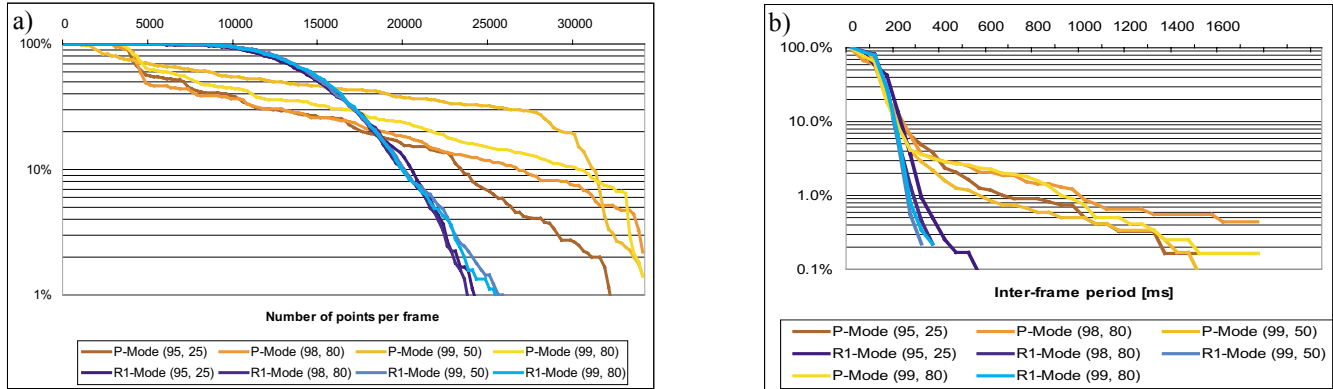 a)
0 5000 10000 15000 20000 25000 30000
100%
10%
1%
Number of points per frame
P-Mode (95, 25) P-Mode (98, 80) P-Mode (99, 50) P-Mode (99, 80)
R1-Mode (95, 25) R1-Mode (98, 80) R1-Mode (99, 50) R1-Mode (99, 80)
b)
0 200 400 600 800 1000 1200 1400 1600
100.0%
10.0%
1.0%
0.1%
Inter-frame period [ms]
P-Mode (95, 25) P-Mode (98, 80) P-Mode (99, 50)
R1-Mode (95, 25) R1-Mode (98, 80) R1-Mode (99, 50)
P-Mode (99, 80) R1-Mode (99, 80)